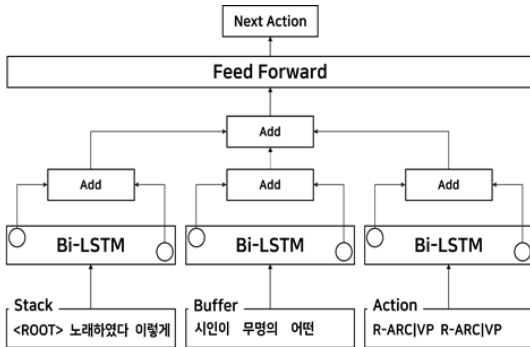 Next Action
Feed Forward
Add
Add Add Add
Bi-LSTM Bi-LSTM Bi-LSTM
Stack Buffer Action
<ROOT> 노래하였다 이렇게 시인이 무명의 어떤 R-ARC|VP R-ARC|VP